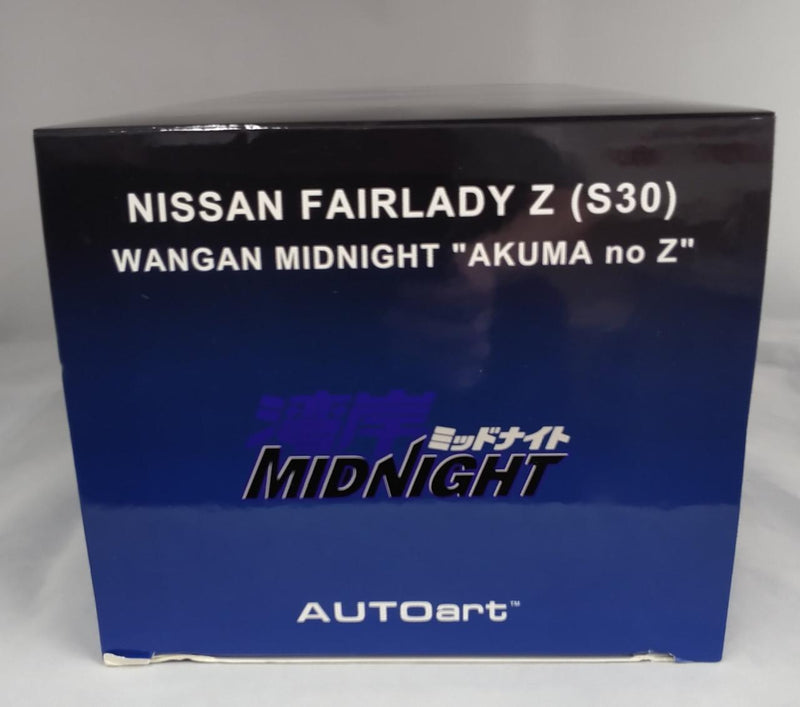 NISSAN FAIRLADY Z (S30)
WANGAN MIDNIGHT "AKUMA no Z"
湾岸
ミッドナイト
MIDNIGHT
AUTOart™